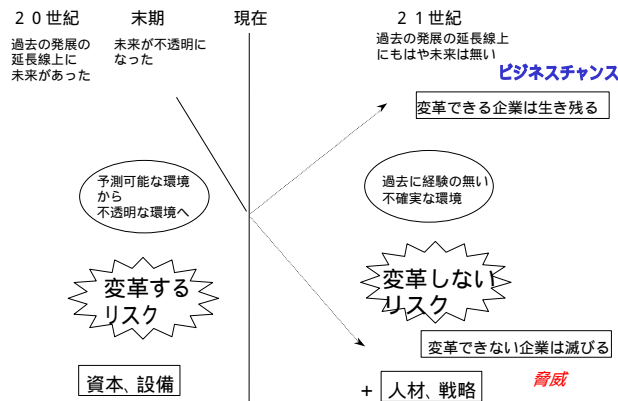 ２０世紀
末期
現在
２１世紀
過去の発展の
延長線上に
未来があった
未来が不透明に
なった
過去の発展の延長線上
にもはや未来は無い
ビジネスチャンス
変革できる企業は生き残る
予測可能な環境
から
不透明な環境へ
過去に経験の無い
不確実な環境
変革する
リスク
変革しない
リスク
変革できない企業は滅びる
脅威
資本、設備
+ 人材、戦略